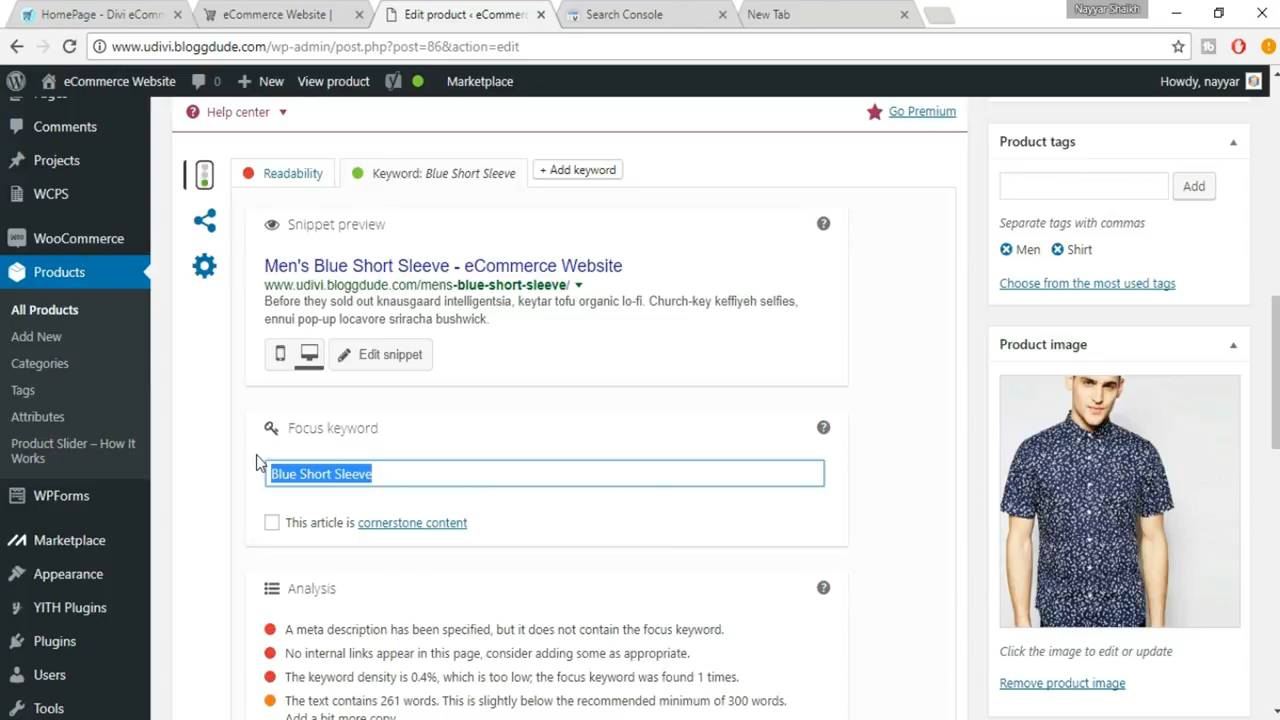 HomePage - Divi eComm
eCommerce Website |
Edit product ‹ eCommerc
Search Console
New Tab
Nayyar Shaikh
www.udivi.bloggdude.com/wp-admin/post.php?post=86&action=edit
eCommerce Website
0
New
View product
Marketplace
Howdy, nayyar
Comments
Projects
WCPS
WooCommerce
Products
All Products
Add New
Categories
Tags
Attributes
Product Slider – How It
Works
WPForms
Marketplace
Appearance
YITH Plugins
Plugins
Users
Tools
Help center
Go Premium
Readability
Keyword: Blue Short Sleeve
+ Add keyword
Snippet preview
Men's Blue Short Sleeve - eCommerce Website
www.udivi.bloggdude.com/mens-blue-short-sleeve/
Before they sold out knausgaard intelligentsia, keytar tofu organic lo-fi. Church-key keffiyeh selfies,
ennui pop-up locavore sriracha bushwick.
Edit snippet
Focus keyword
Blue Short Sleeve
This article is cornerstone content
Analysis
A meta description has been specified, but it does not contain the focus keyword.
No internal links appear in this page, consider adding some as appropriate.
The keyword density is 0.4%, which is too low; the focus keyword was found 1 times.
The text contains 261 words. This is slightly below the recommended minimum of 300 words.
Add a bit more copy.
Product tags
Add
Separate tags with commas
Men
Shirt
Choose from the most used tags
Product image
Click the image to edit or update
Remove product image